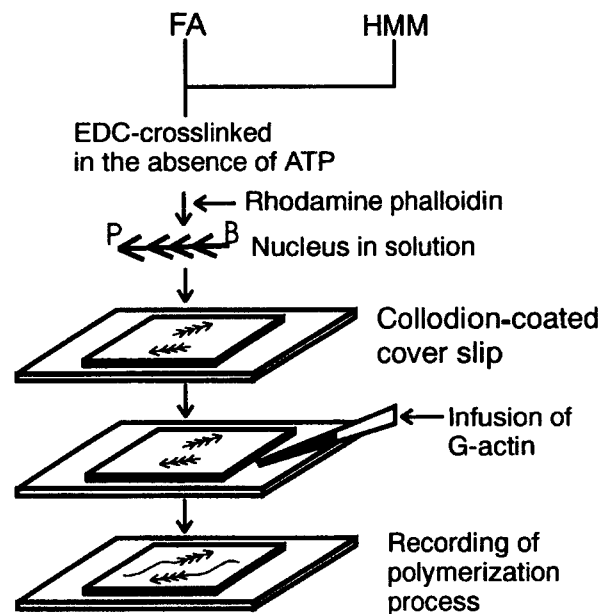 FA
HMM
EDC-crosslinked
in the absence of ATP
Rhodamine phalloidin
P B
Nucleus in solution
Collodion-coated
cover slip
Infusion of
G-actin
Recording of
polymerization
process